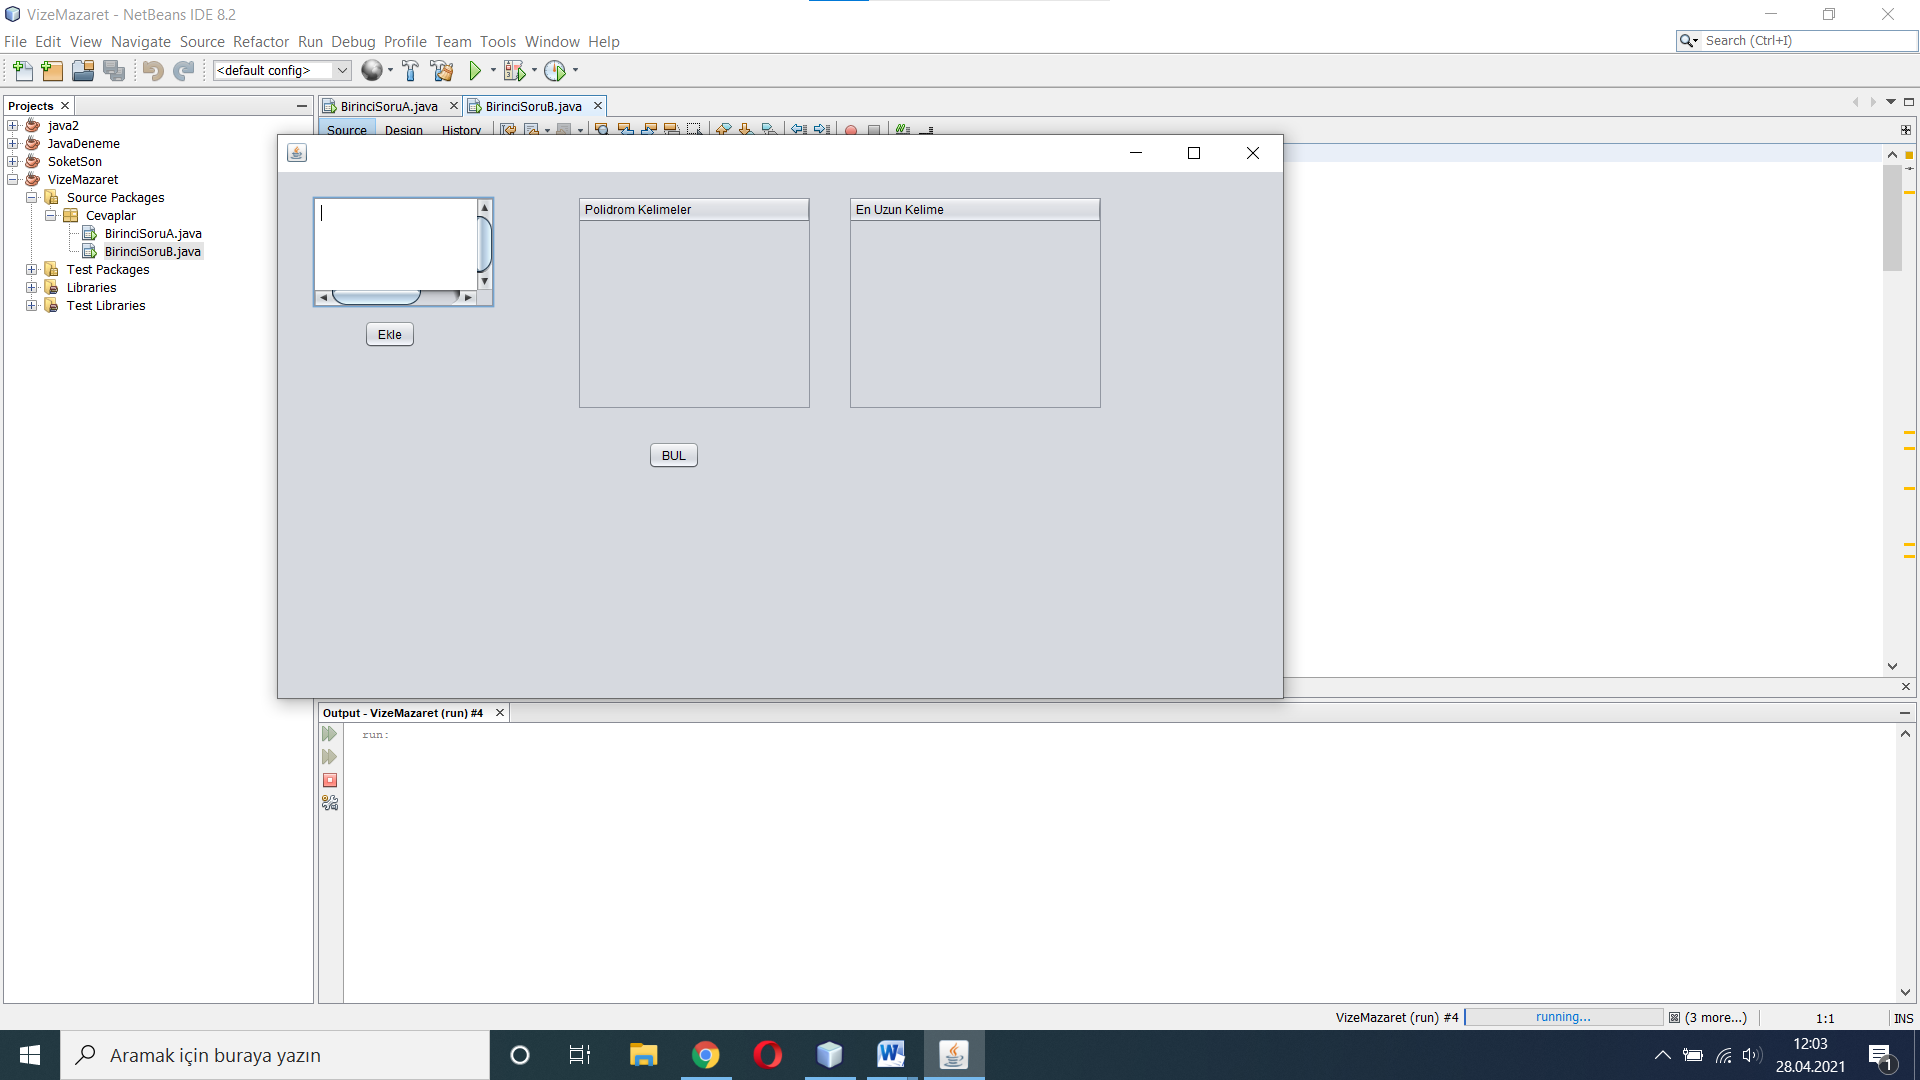 VizeMazaret - NetBeans IDE 8.2
File Edit View Navigate Source Refactor Run Debug Profile Team Tools Window Help
Search (Ctrl+I)
<default config>
Projects
BirinciSoruA.java
BirinciSoruB.java
Source Design History
java2
JavaDeneme
SoketSon
VizeMazaret
Source Packages
Cevaplar
BirinciSoruA.java
BirinciSoruB.java
Test Packages
Libraries
Test Libraries
Polidrom Kelimeler
En Uzun Kelime
Ekle
BUL
Output - VizeMazaret (run) #4
run:
VizeMazaret (run) #4
running...
(3 more...)
1:1
INS
Aramak için buraya yazın
12:03
28.04.2021
1